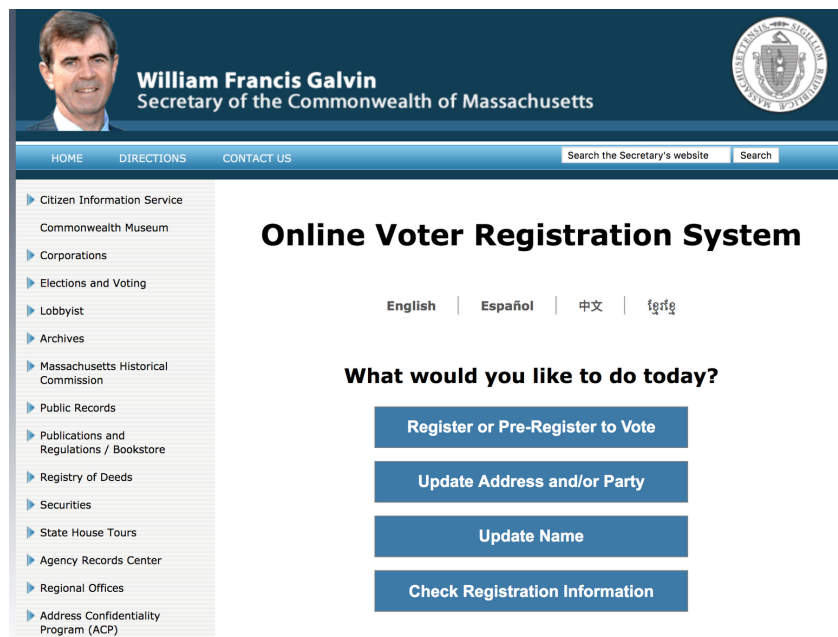 William Francis Galvin
Secretary of the Commonwealth of Massachusetts
HOME DIRECTIONS CONTACT US Search the Secretary's website Search
Citizen Information Service
Commonwealth Museum
Corporations
Elections and Voting
Lobbyist
Archives
Massachusetts Historical
Commission
Public Records
Publications and
Regulations / Bookstore
Registry of Deeds
Securities
State House Tours
Agency Records Center
Regional Offices
Address Confidentiality
Program (ACP)
Online Voter Registration System
English Español 中文
What would you like to do today?
Register or Pre-Register to Vote
Update Address and/or Party
Update Name
Check Registration Information